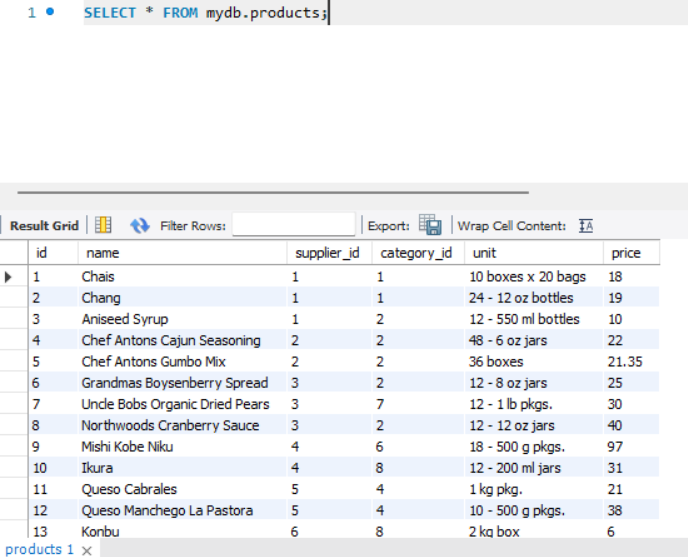 1 SELECT * FROM mydb.products;
Result Grid Filter Rows: Export: Wrap Cell Content: IA
id name supplier_id category_id unit price
1 Chais 1 1 10 boxes x 20 bags 18
2 Chang 1 1 24 - 12 oz bottles 19
3 Aniseed Syrup 1 2 12 - 550 ml bottles 10
4 Chef Antons Cajun Seasoning 2 2 48 - 6 oz jars 22
5 Chef Antons Gumbo Mix 2 2 36 boxes 21.35
6 Grandmas Boysenberry Spread 3 2 12 - 8 oz jars 25
7 Uncle Bobs Organic Dried Pears 3 7 12 - 1 lb pkgs. 30
8 Northwoods Cranberry Sauce 3 2 12 - 12 oz jars 40
9 Mishi Kobe Niku 4 6 18 - 500 g pkgs. 97
10 Ikura 4 8 12 - 200 ml jars 31
11 Queso Cabrales 5 4 1 kg pkg. 21
12 Queso Manchego La Pastora 5 4 10 - 500 g pkgs. 38
13 Konbu 6 8 2 kg box 6
products 1